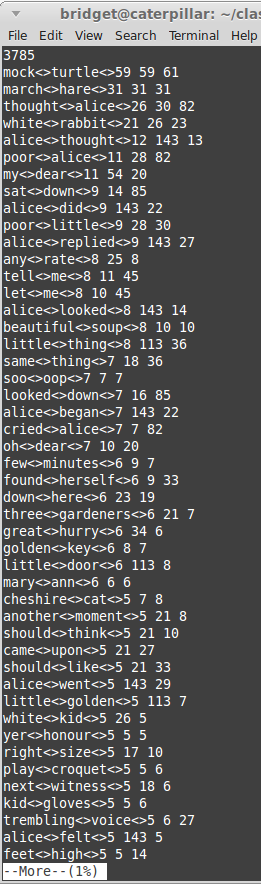 bridget@caterpillar: ~/clas
File Edit View Search Terminal Help
3785
mock<>turtle<>59 59 61
march<>hare<>31 31 31
thought<>alice<>26 30 82
white<>rabbit<>21 26 23
alice<>thought<>12 143 13
poor<>alice<>11 28 82
my<>dear<>11 54 20
sat<>down<>9 14 85
alice<>did<>9 143 22
poor<>little<>9 28 30
alice<>replied<>9 143 27
any<>rate<>8 25 8
tell<>me<>8 11 45
let<>me<>8 10 45
alice<>looked<>8 143 14
beautiful<>soup<>8 10 10
little<>thing<>8 113 36
same<>thing<>7 18 36
soo<>oop<>7 7 7
looked<>down<>7 16 85
alice<>began<>7 143 22
cried<>alice<>7 7 82
oh<>dear<>7 10 20
few<>minutes<>6 9 7
found<>herself<>6 9 33
down<>here<>6 23 19
three<>gardeners<>6 21 7
great<>hurry<>6 34 6
golden<>key<>6 8 7
little<>door<>6 113 8
mary<>ann<>6 6 6
cheshire<>cat<>5 7 8
another<>moment<>5 21 8
should<>think<>5 21 10
came<>upon<>5 21 27
should<>like<>5 21 33
alice<>went<>5 143 29
little<>golden<>5 113 7
white<>kid<>5 26 5
yer<>honour<>5 5 5
right<>size<>5 17 10
play<>croquet<>5 5 6
next<>witness<>5 18 6
kid<>gloves<>5 5 6
trembling<>voice<>5 6 27
alice<>felt<>5 143 5
feet<>high<>5 5 14
--More--(1%)